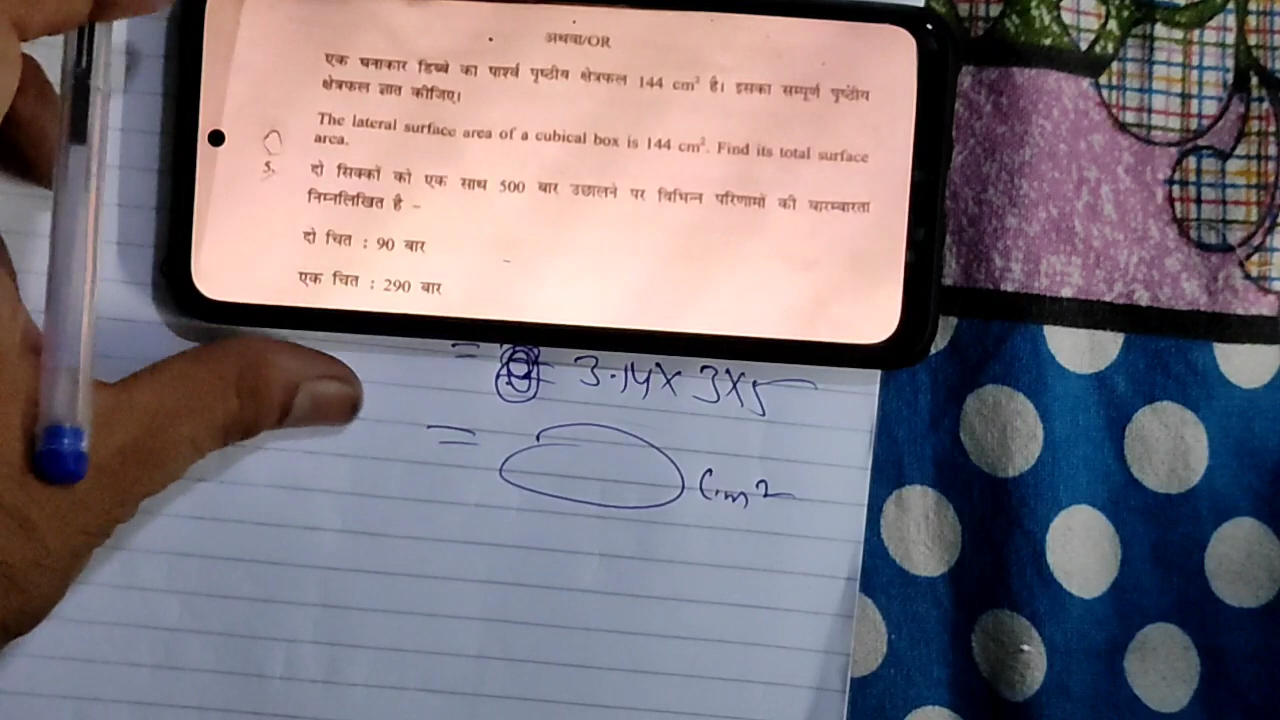 अथवा/OR
एक घनाकार डिब्बे का पार्श्व पृष्ठीय क्षेत्रफल 144 cm² है। इसका सम्पूर्ण पृष्ठीय
क्षेत्रफल ज्ञात कीजिए।
The lateral surface area of a cubical box is 144 cm². Find its total surface
area.
5. दो सिक्कों को एक साथ 500 बार उछालने पर विभिन्न परिणामों की बारम्बारता
निम्नलिखित है –
दो चित : 90 बार
एक चित : 290 बार
= 3.14 x 3 x 5
= cm2